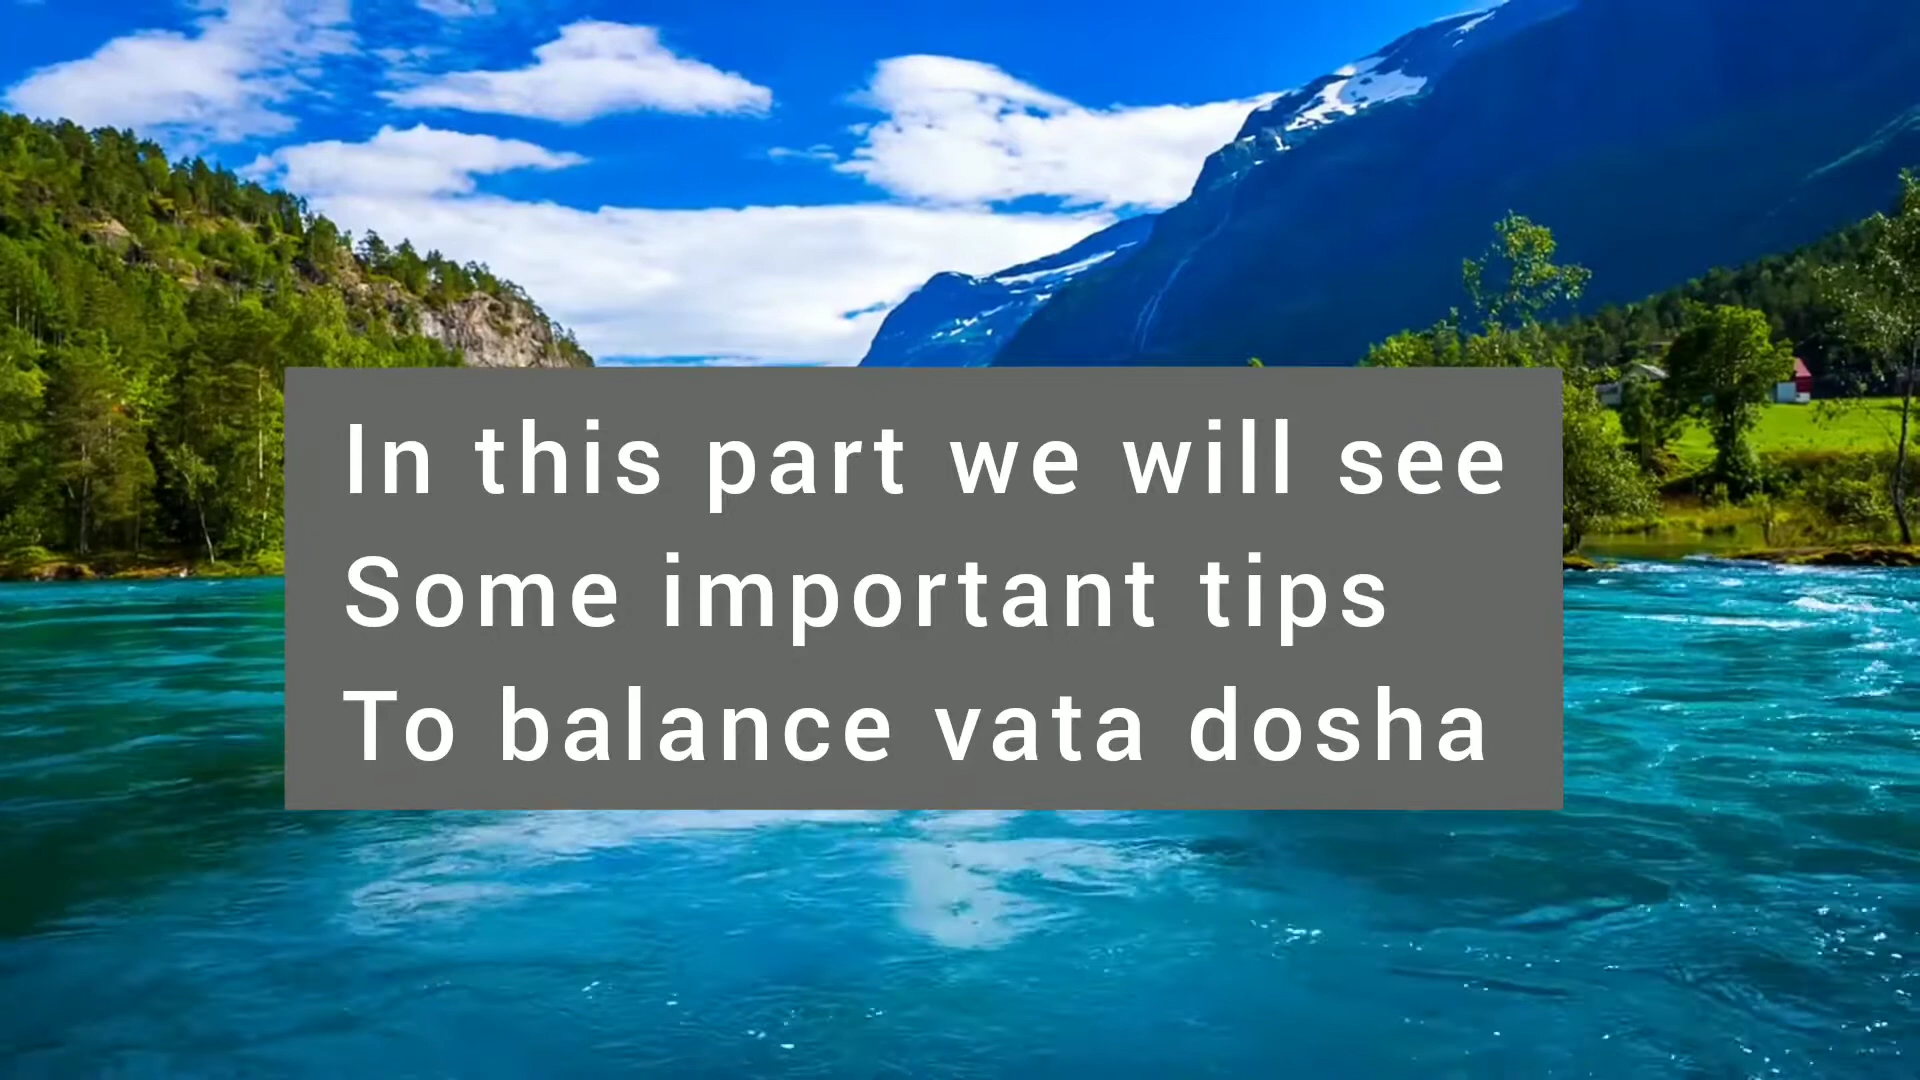 In this part we will see
Some important tips
To balance vata dosha